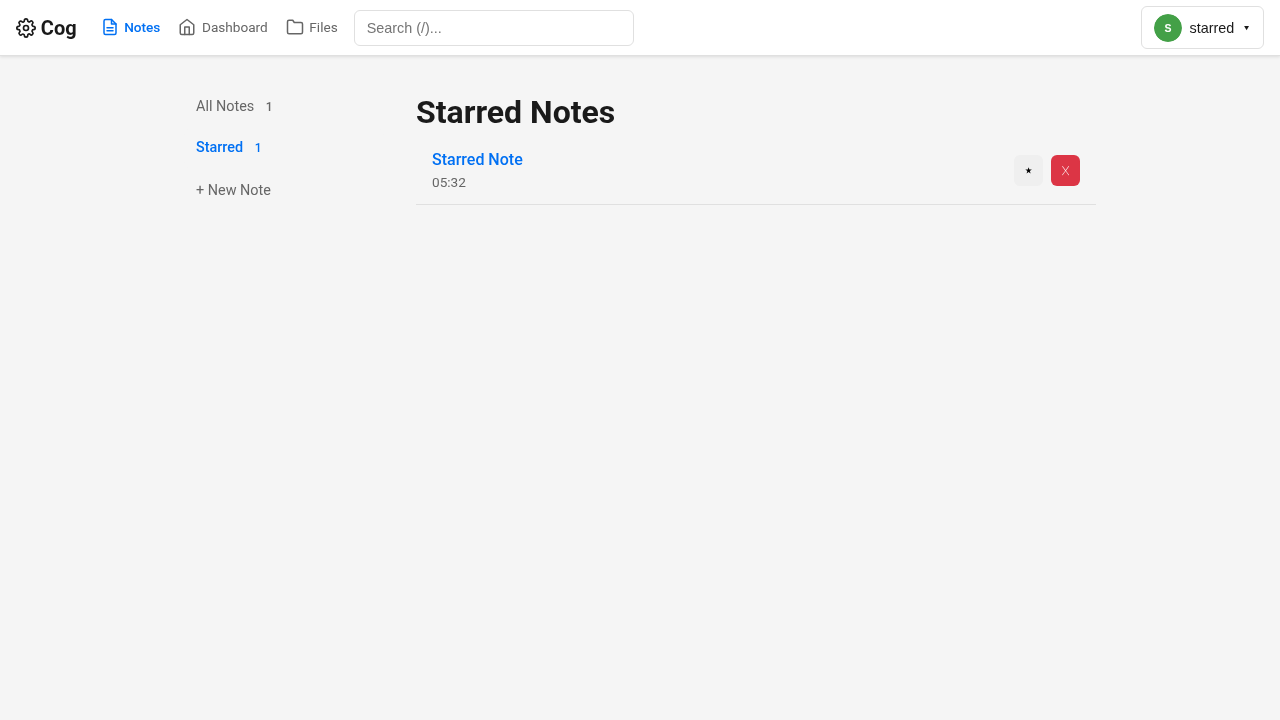 Cog Notes Dashboard Files Search (/)... S starred ▾
All Notes 1
Starred 1
+ New Note
Starred Notes
Starred Note
05:32
★ X